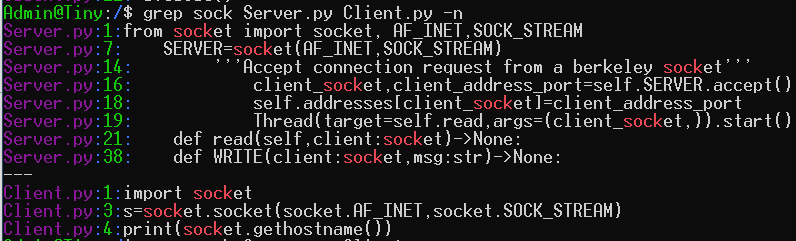 Admin@Tiny:/$ grep sock Server.py Client.py -n
Server.py:1:from socket import socket, AF_INET,SOCK_STREAM
Server.py:7:    SERVER=socket(AF_INET,SOCK_STREAM)
Server.py:14:        '''Accept connection request from a berkeley socket'''
Server.py:16:            client_socket,client_address_port=self.SERVER.accept()
Server.py:18:            self.addresses[client_socket]=client_address_port
Server.py:19:            Thread(target=self.read,args=(client_socket,)).start()
Server.py:21:    def read(self,client:socket)->None:
Server.py:38:    def WRITE(client:socket,msg:str)->None:
---
Client.py:1:import socket
Client.py:3:s=socket.socket(socket.AF_INET,socket.SOCK_STREAM)
Client.py:4:print(socket.gethostname())